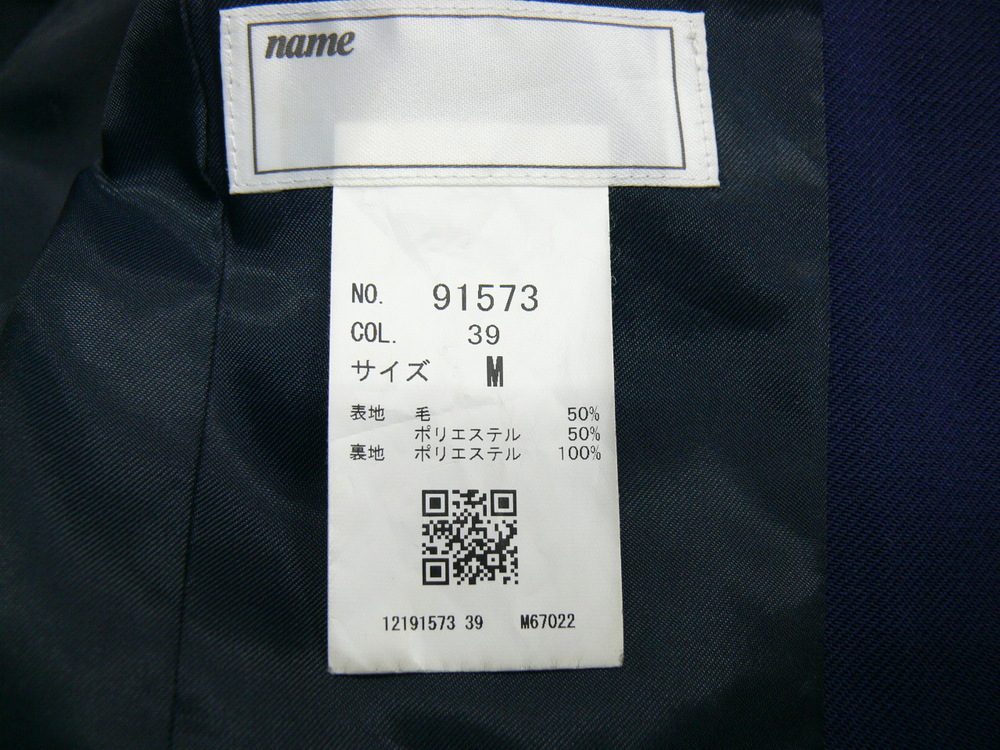 name
NO. 91573
COL. 39
サイズ M
表地 毛 50%
ポリエステル 50%
裏地 ポリエステル 100%
12191573 39 M67022